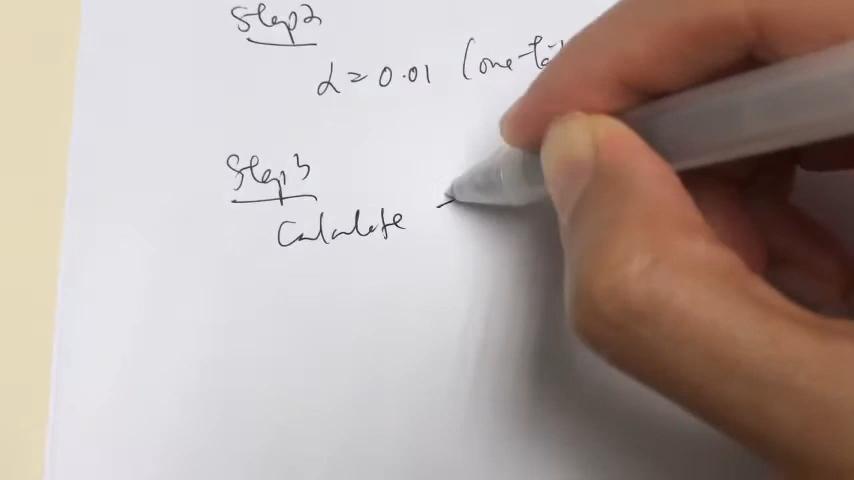 Step2
α = 0.01 (one-ta
Step3
Calculate